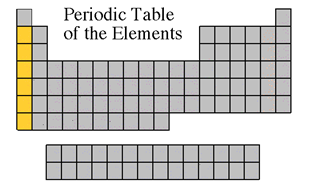 Periodic Table
of the Elements